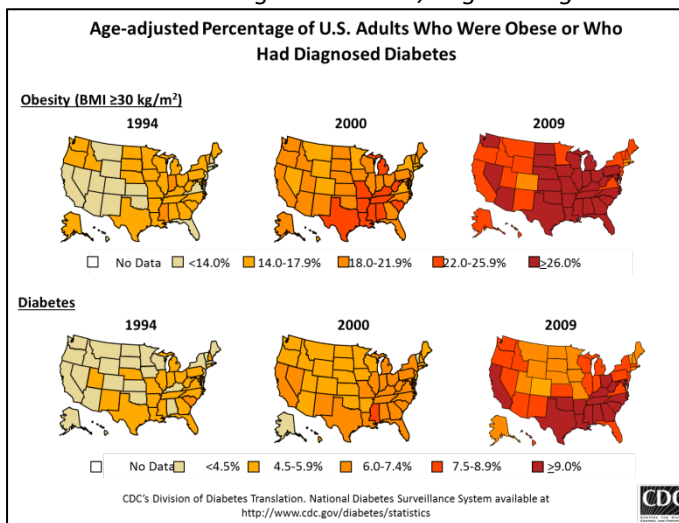 Age-adjusted Percentage of U.S. Adults Who Were Obese or Who
Had Diagnosed Diabetes
Obesity (BMI ≥30 kg/m²)
1994
2000
2009
No Data <14.0% 14.0-17.9% 18.0-21.9% 22.0-25.9% ≥26.0%
Diabetes
1994
2000
2009
No Data <4.5% 4.5-5.9% 6.0-7.4% 7.5-8.9% ≥9.0%
CDC's Division of Diabetes Translation. National Diabetes Surveillance System available at
http://www.cdc.gov/diabetes/statistics
CDC